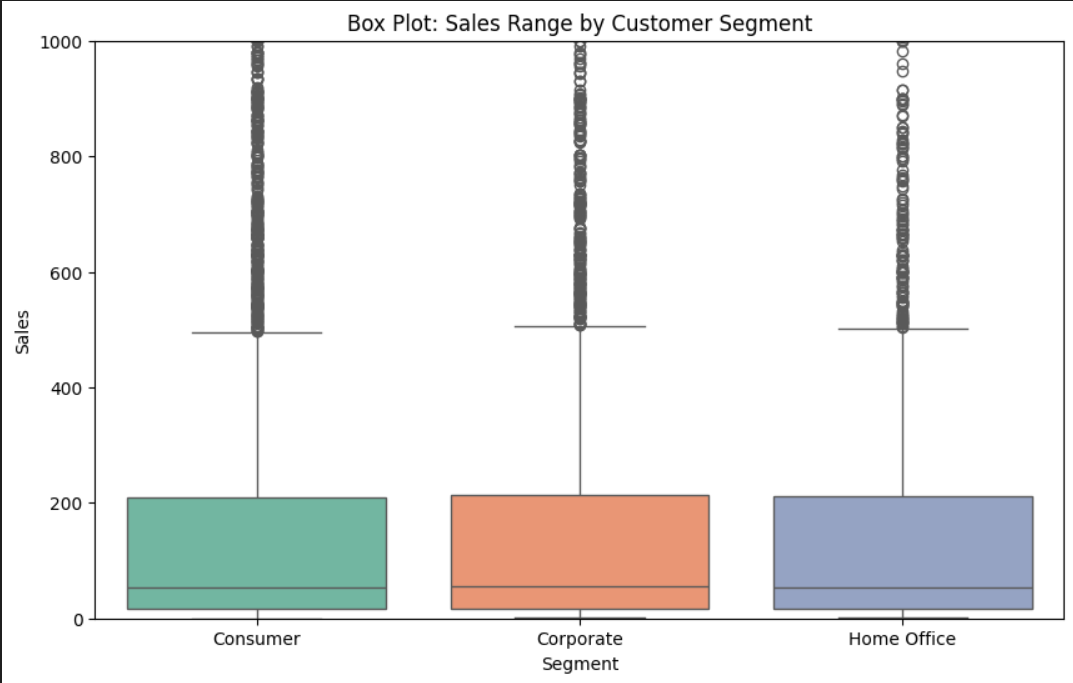 Box Plot: Sales Range by Customer Segment
1000
800
600
400
200
0
Sales
Consumer
Corporate
Home Office
Segment